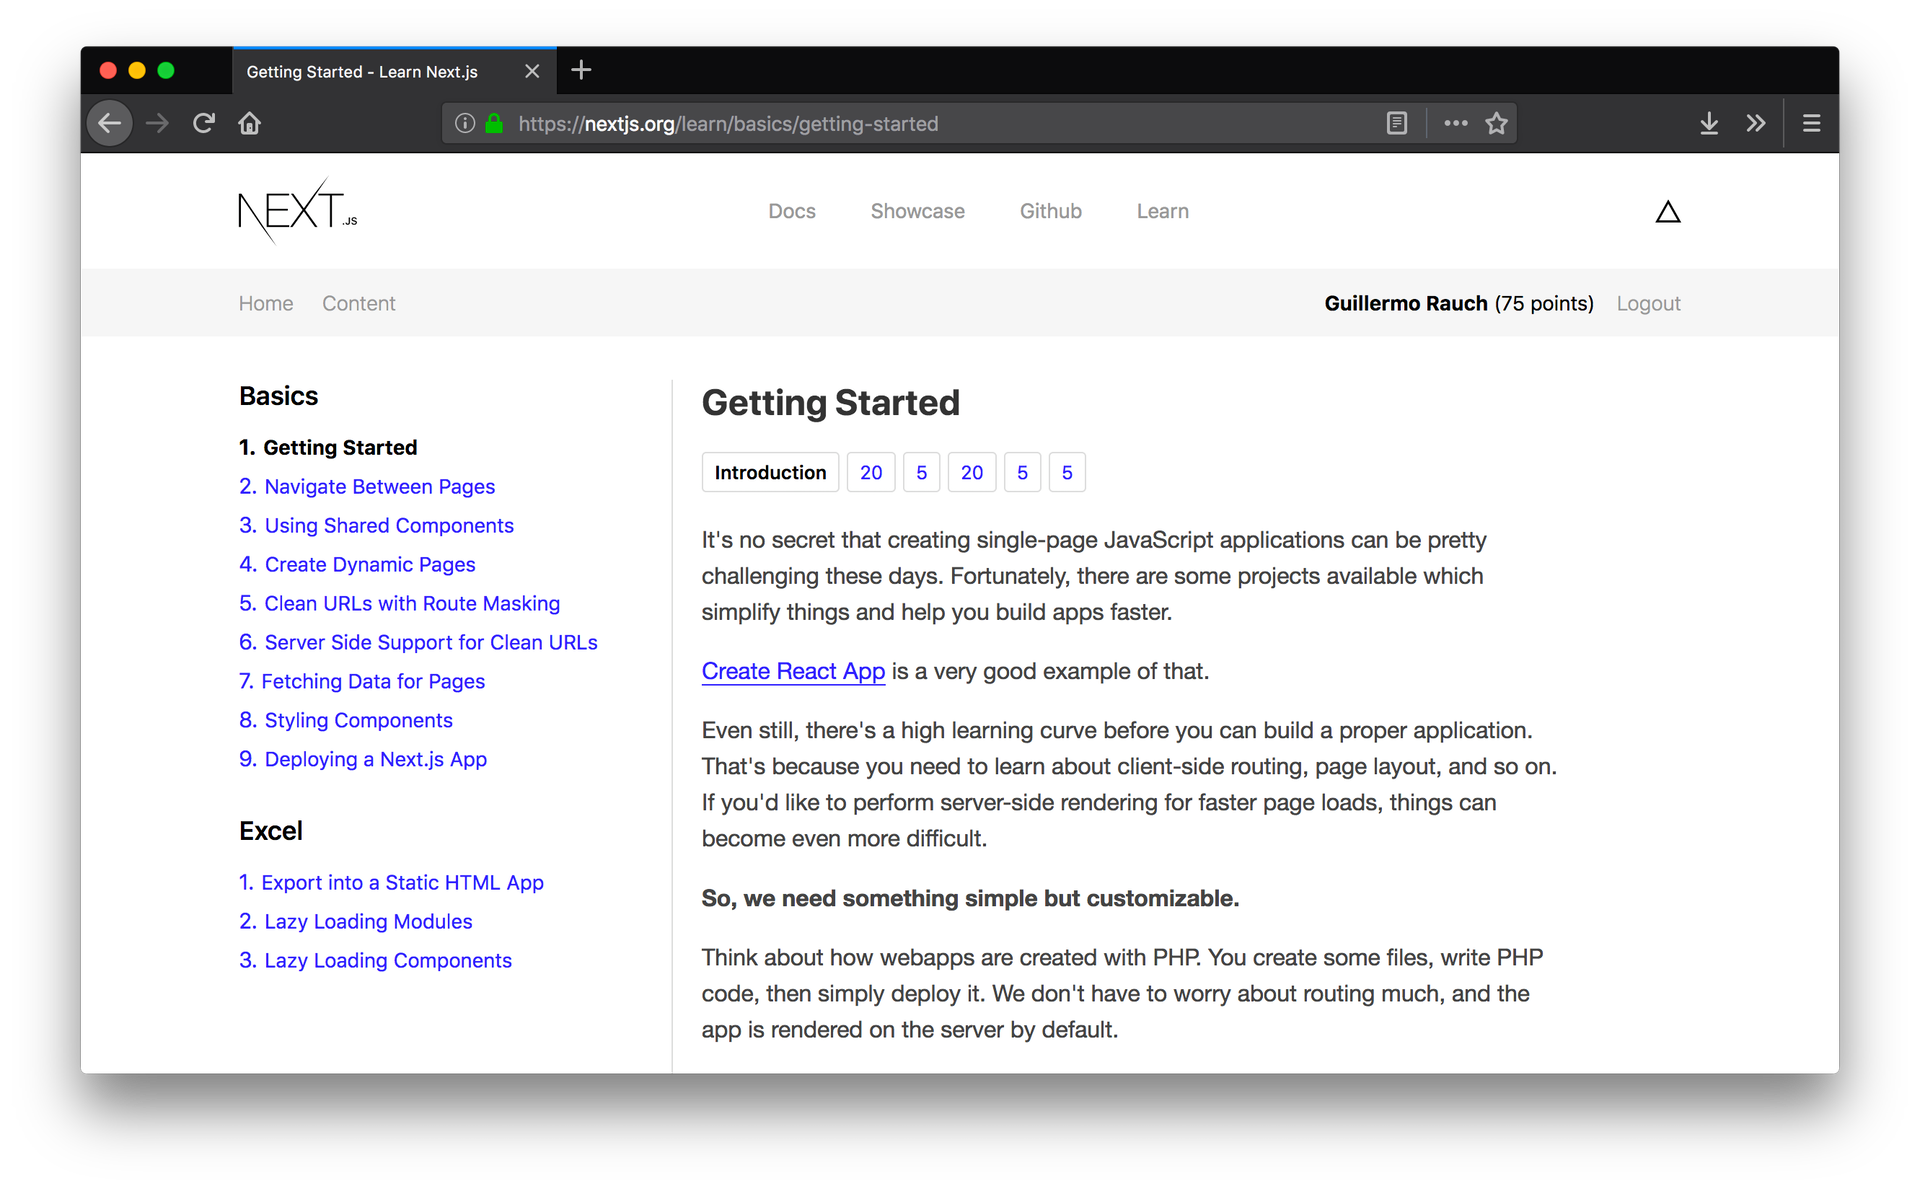 Getting Started - Learn Next.js
https://nextjs.org/learn/basics/getting-started
NEXT.JS
Docs Showcase Github Learn
Home Content
Guillermo Rauch (75 points) Logout
Basics
1. Getting Started
2. Navigate Between Pages
3. Using Shared Components
4. Create Dynamic Pages
5. Clean URLs with Route Masking
6. Server Side Support for Clean URLs
7. Fetching Data for Pages
8. Styling Components
9. Deploying a Next.js App
Excel
1. Export into a Static HTML App
2. Lazy Loading Modules
3. Lazy Loading Components
Getting Started
Introduction 20 5 20 5 5
It's no secret that creating single-page JavaScript applications can be pretty
challenging these days. Fortunately, there are some projects available which
simplify things and help you build apps faster.
Create React App is a very good example of that.
Even still, there's a high learning curve before you can build a proper application.
That's because you need to learn about client-side routing, page layout, and so on.
If you'd like to perform server-side rendering for faster page loads, things can
become even more difficult.
So, we need something simple but customizable.
Think about how webapps are created with PHP. You create some files, write PHP
code, then simply deploy it. We don't have to worry about routing much, and the
app is rendered on the server by default.